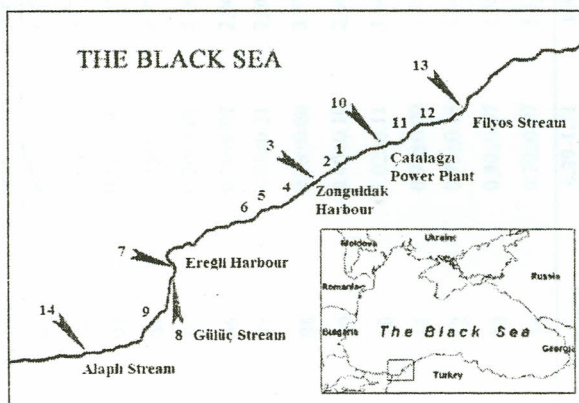 THE BLACK SEA
13
10
12
11
Filyos Stream
1
3
2
Çatalağzı
Power Plant
4
Zonguldak
Harbour
5
6
7
Ereğli Harbour
14
9
8
Gülüç Stream
Alaplı Stream
Moldova
Ukraine
Russia
Romania
Bulgaria
The Black Sea
Georgia
Turkey